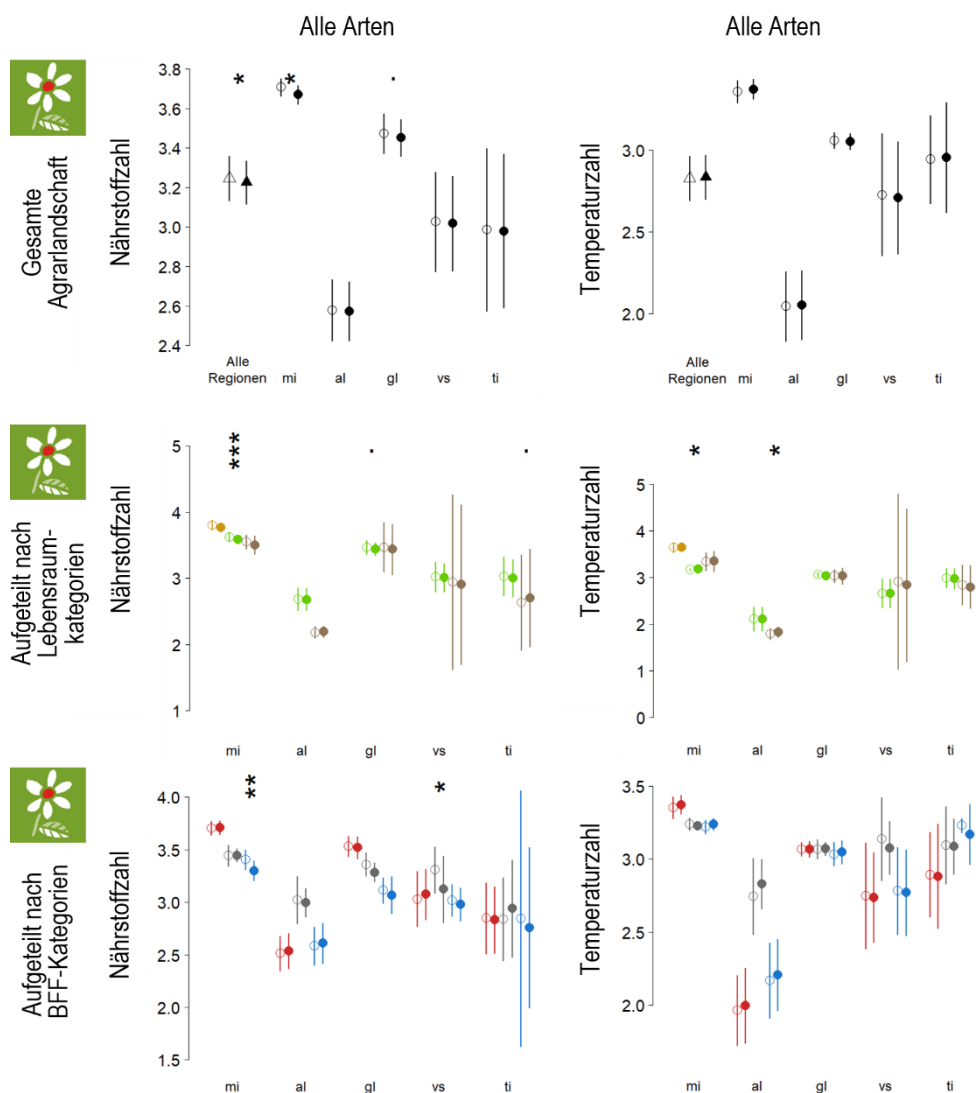 Alle Arten
Alle Arten
Gesamte
Agrarlandschaft
Nährstoffzahl
3.8
3.6
3.4
3.2
3.0
2.8
2.6
2.4
*
*
.
Alle
Regionen
mi
al
gl
vs
ti
Temperaturzahl
3.0
2.5
2.0
Alle
Regionen
mi
al
gl
vs
ti
Aufgeteilt nach
Lebensraum-
kategorien
Nährstoffzahl
5
4
3
2
1
***
.
.
mi
al
gl
vs
ti
Temperaturzahl
5
4
3
2
1
0
*
*
mi
al
gl
vs
ti
Aufgeteilt nach
BFF-Kategorien
Nährstoffzahl
4.0
3.5
3.0
2.5
2.0
1.5
**
*
mi
al
gl
vs
ti
Temperaturzahl
3.5
3.0
2.5
2.0
mi
al
gl
vs
ti